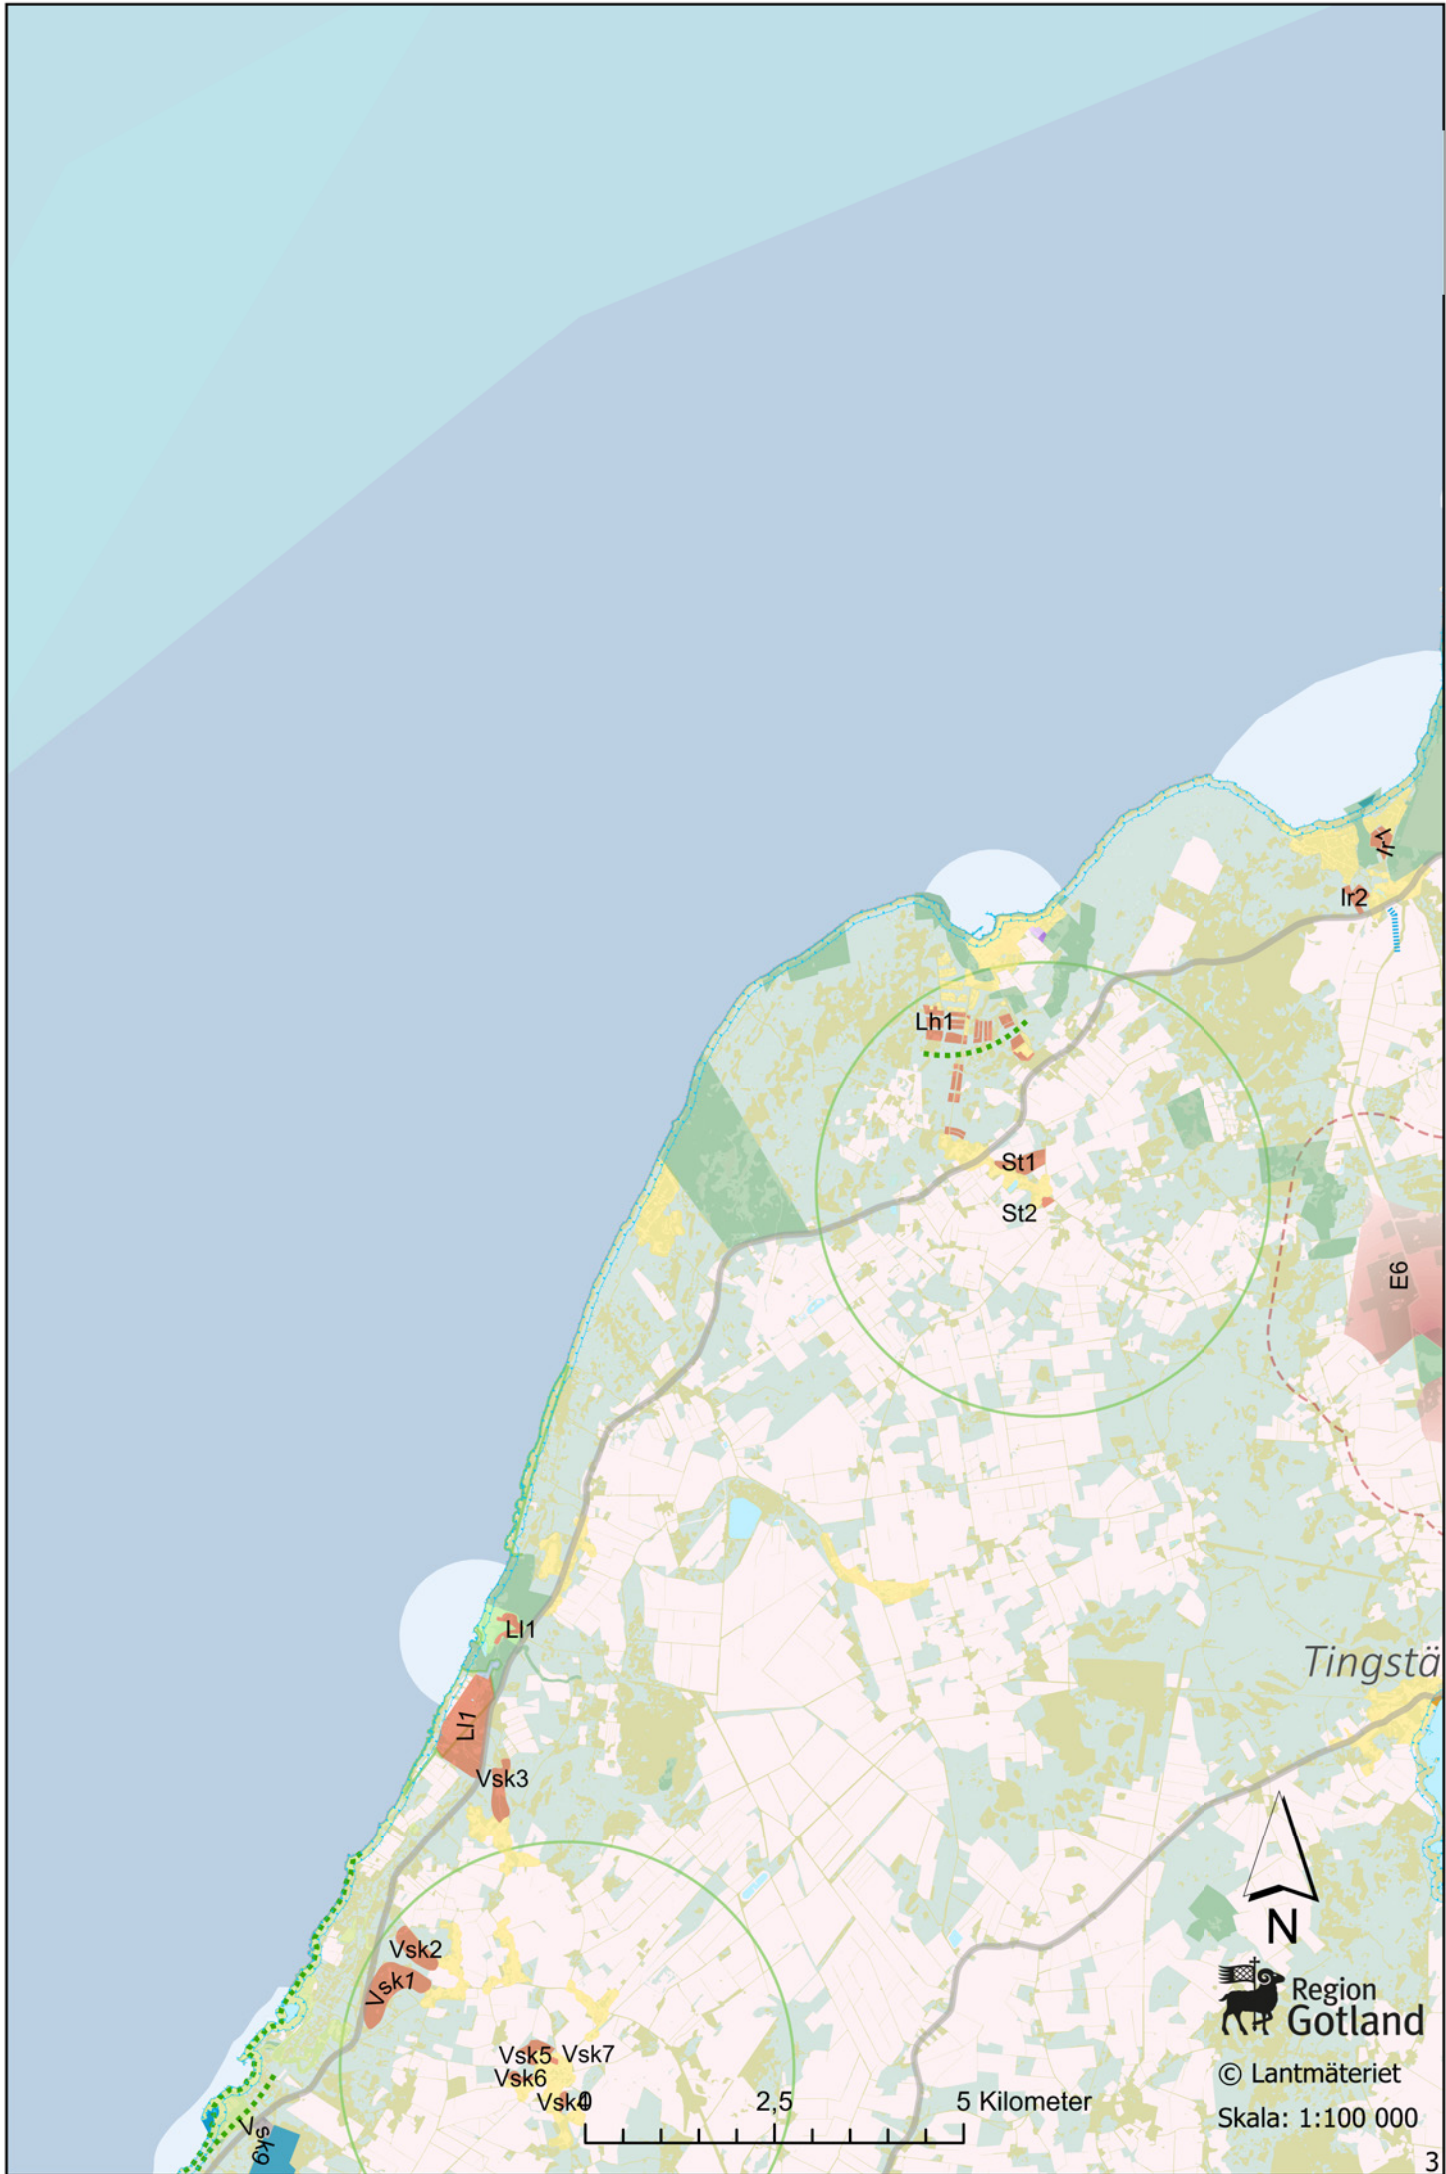 Ir1
Ir2
Lh1
St1
St2
E6
Ll1
Tingstä
Ll1
Vsk3
N
Vsk2
Vsk1
Region
Gotland
Vsk5 Vsk7
Vsk6
© Lantmäteriet
Vsk4
0 2,5 5 Kilometer
Skala: 1:100 000
Vsk9
3